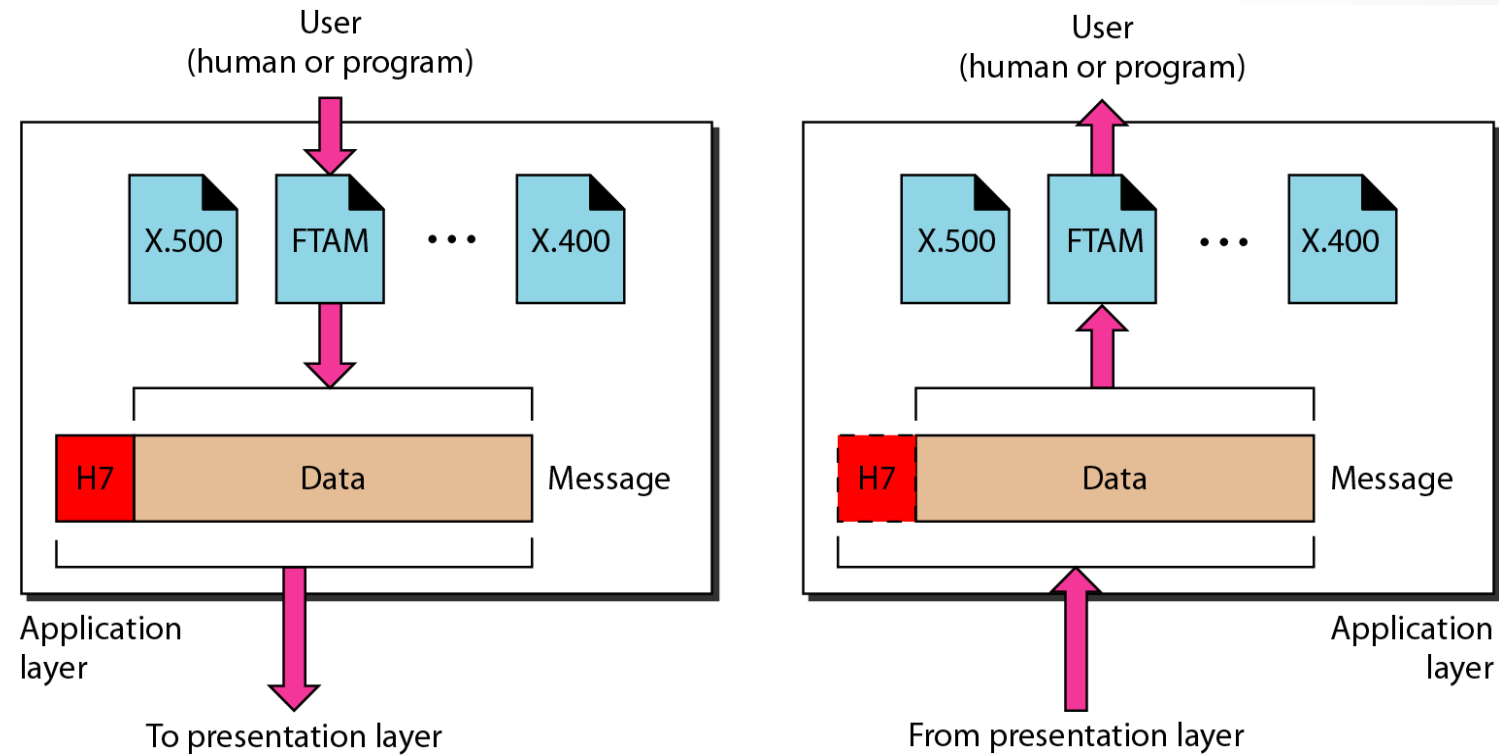 User
(human or program)
X.500
FTAM
...
X.400
H7
Data
Message
Application
layer
To presentation layer
User
(human or program)
X.500
FTAM
...
X.400
H7
Data
Message
Application
layer
From presentation layer